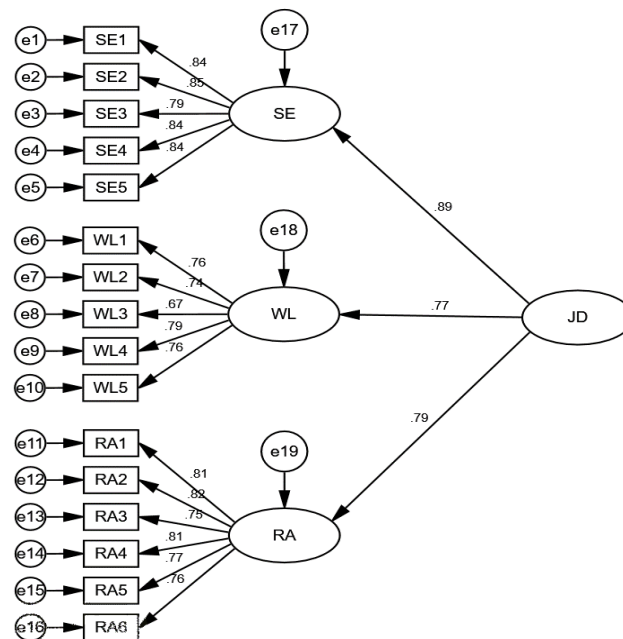 e1 SE1 e17
.84
e2 SE2 .85
e3 SE3 .79 SE
e4 SE4 .84
e5 SE5 .84
.89
e6 WL1 e18
.76
e7 WL2 .74
e8 WL3 .67 WL .77 JD
e9 WL4 .79
e10 WL5 .76
.79
e11 RA1 e19
.81
e12 RA2 .82
e13 RA3 .75 RA
e14 RA4 .81
e15 RA5 .77
e16 RA6 .76